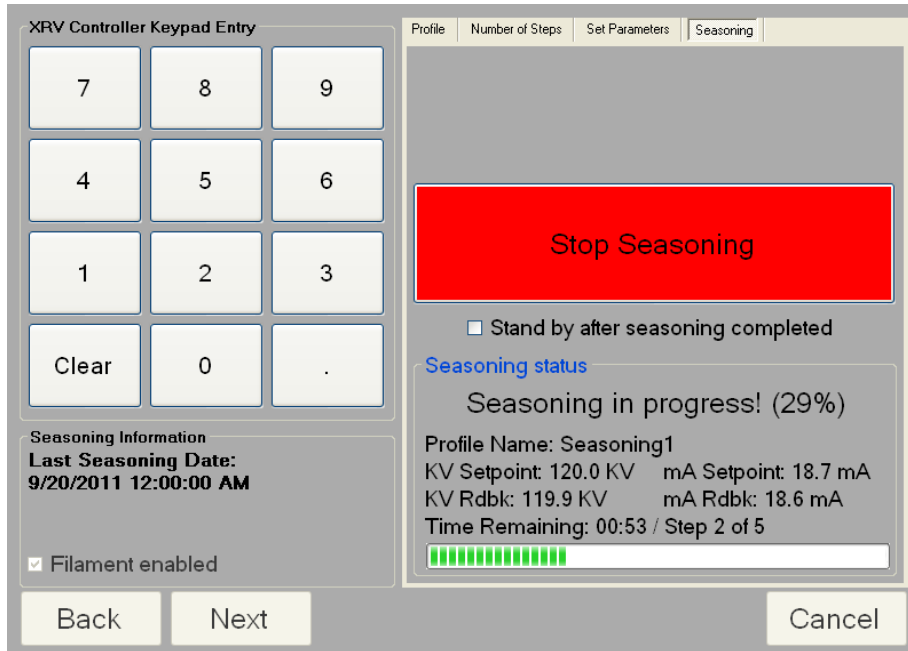 XRV Controller Keypad Entry
7 8 9
4 5 6
1 2 3
Clear 0 .
Seasoning Information
Last Seasoning Date:
9/20/2011 12:00:00 AM
Filament enabled
Profile Number of Steps Set Parameters Seasoning
Stop Seasoning
Stand by after seasoning completed
Seasoning status
Seasoning in progress! (29%)
Profile Name: Seasoning1
KV Setpoint: 120.0 KV mA Setpoint: 18.7 mA
KV Rdbk: 119.9 KV mA Rdbk: 18.6 mA
Time Remaining: 00:53 / Step 2 of 5
Back Next Cancel